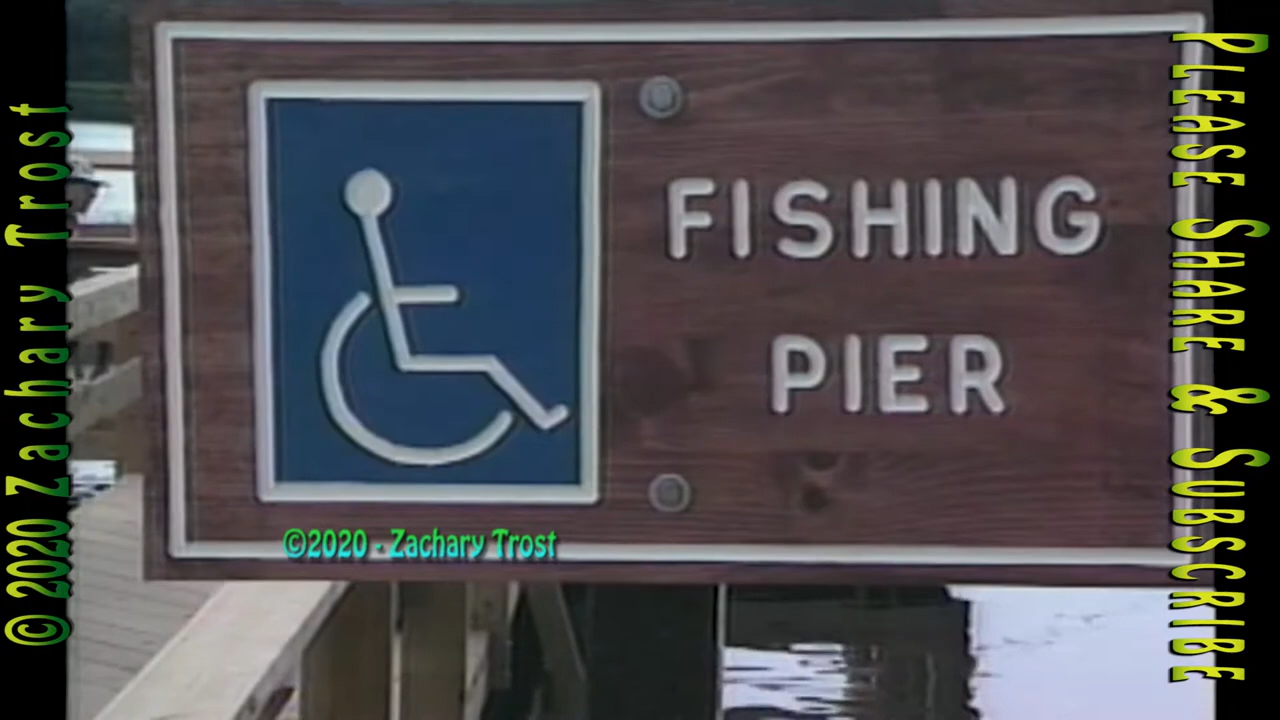 © 2020 Zachary Trost
FISHING
PIER
©2020 - Zachary Trost
PLEASE SHARE & SUBSCRIBE